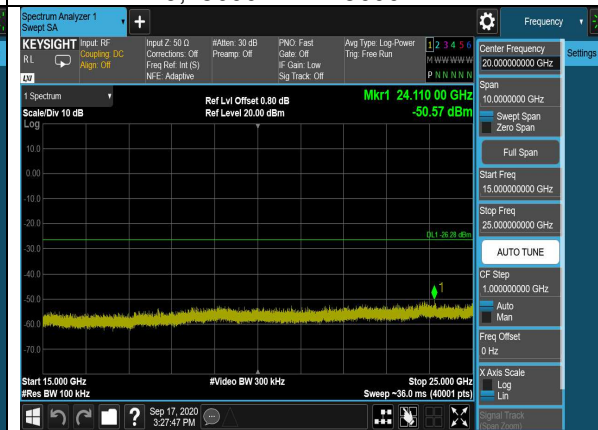 Spectrum Analyzer 1
Swept SA
Frequency
KEYSIGHT
RL
Input: RF
Coupling: DC
Align: Off
Input Z: 50 Ω
Corrections: Off
Freq Ref: Int (S)
NFE: Adaptive
#Atten: 30 dB
Preamp: Off
PNO: Fast
Gate: Off
IF Gain: Low
Sig Track: Off
Avg Type: Log-Power
Trig: Free Run
1 2 3 4 5 6
M W W W W W
P N N N N N
LXI
Center Frequency
20.000000000 GHz
Settings
1 Spectrum
Scale/Div 10 dB
Ref Lvl Offset 0.80 dB
Ref Level 20.00 dBm
Mkr1 24.110 00 GHz
-50.57 dBm
Span
10.0000000 GHz
Swept Span
Zero Span
Full Span
Start Freq
15.000000000 GHz
Stop Freq
25.000000000 GHz
AUTO TUNE
CF Step
1.000000000 GHz
Auto
Man
Freq Offset
0 Hz
X Axis Scale
Log
Lin
Signal Track
(Span Zoom)
Log
10.0
0.00
-10.0
-20.0
-30.0
-40.0
-50.0
-60.0
-70.0
DL1 -26.28 dBm
1
Start 15.000 GHz
#Res BW 100 kHz
#Video BW 300 kHz
Stop 25.000 GHz
Sweep ~36.0 ms (40001 pts)
?
Sep 17, 2020
3:27:47 PM